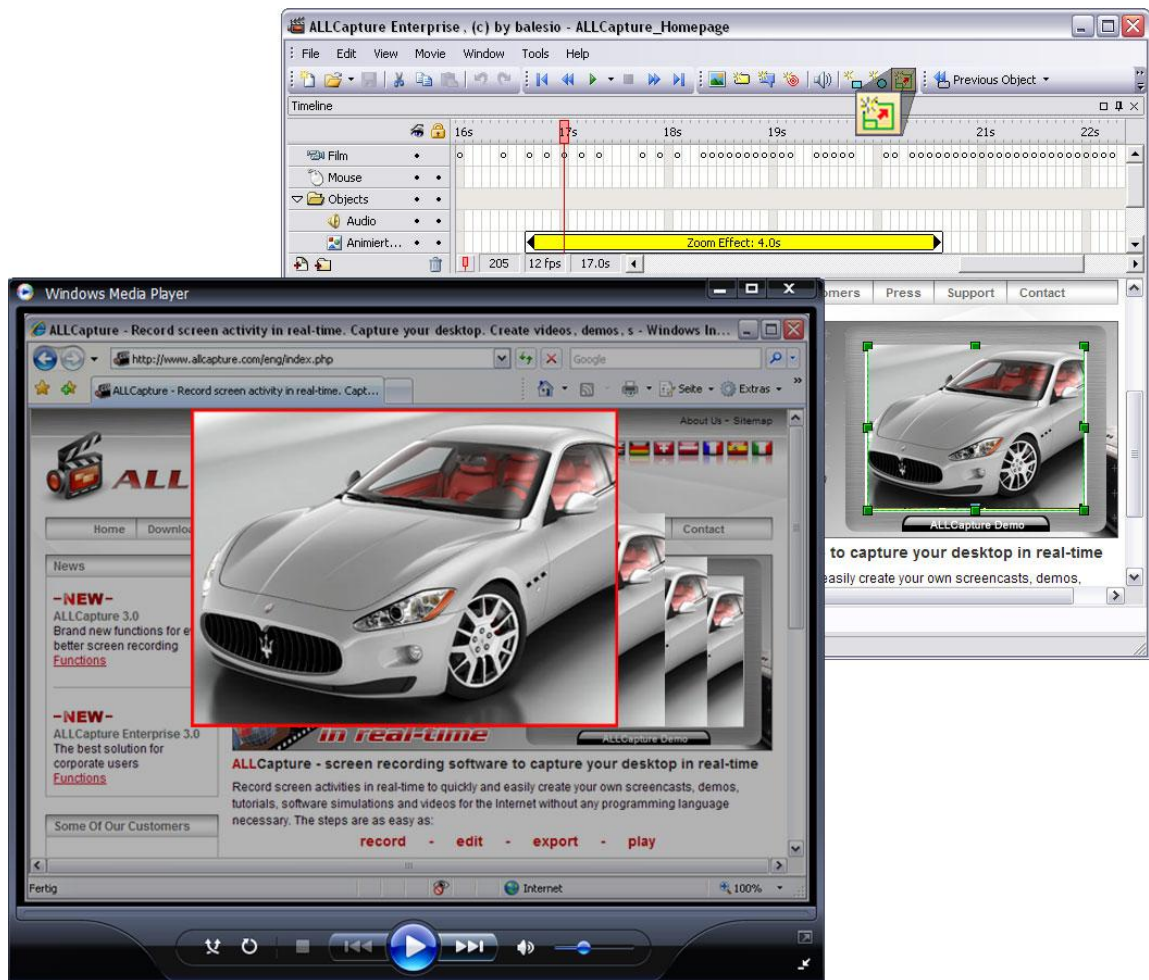 ALLCapture Enterprise , (c) by balesio - ALLCapture_Homepage
File Edit View Movie Window Tools Help
Previous Object
Timeline
16s 17s 18s 19s 21s 22s
Film
Mouse
Objects
Audio
Animiert...
Zoom Effect: 4.0s
205 12 fps 17.0s
omers Press Support Contact
ALLCapture Demo
to capture your desktop in real-time
easily create your own screencasts, demos,
Windows Media Player
ALLCapture - Record screen activity in real-time. Capture your desktop. Create videos, demos, s - Windows In...
http://www.allcapture.com/eng/index.php
Google
ALLCapture - Record screen activity in real-time. Capt...
Seite Extras
About Us - Sitemap
ALL
Home Downloa
Contact
News
-NEW-
ALLCapture 3.0
Brand new functions for e
better screen recording
Functions
-NEW-
ALLCapture Enterprise 3.0
The best solution for
corporate users
Functions
Some Of Our Customers
in real-time
ALLCapture Demo
ALLCapture - screen recording software to capture your desktop in real-time
Record screen activities in real-time to quickly and easily create your own screencasts, demos,
tutorials, software simulations and videos for the Internet without any programming language
necessary. The steps are as easy as:
record - edit - export - play
Fertig
Internet
100%